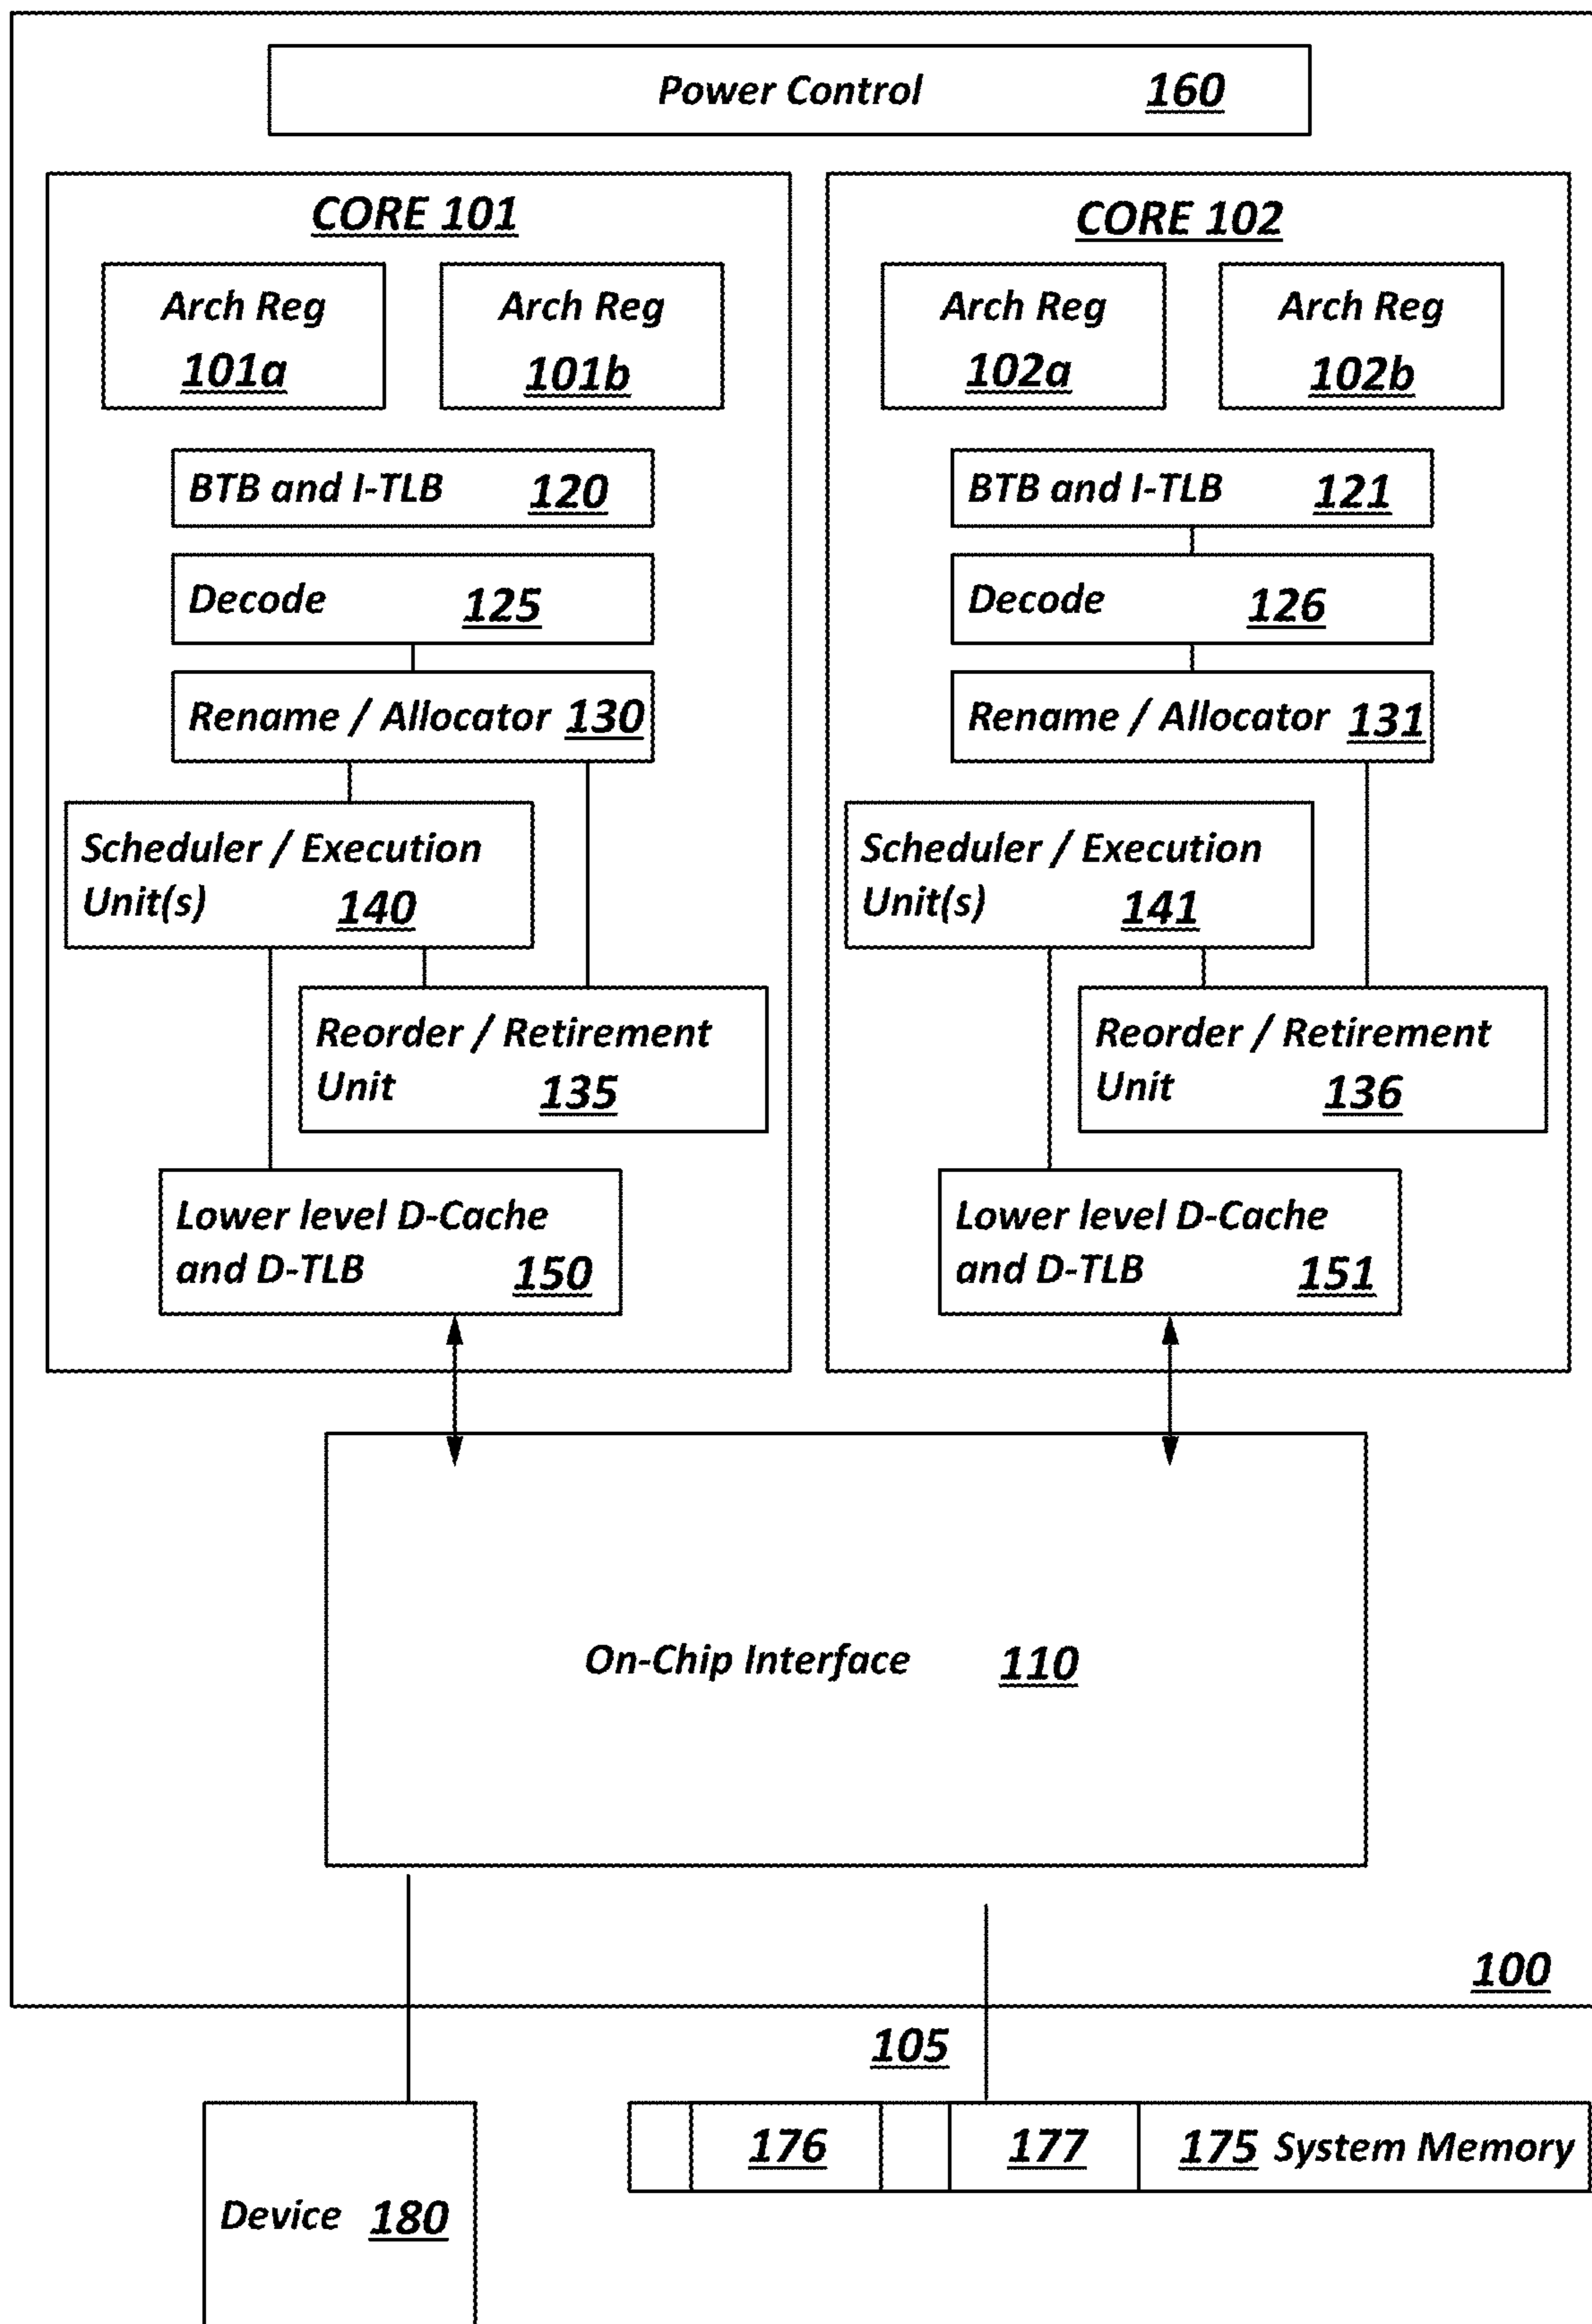 Power Control 160
CORE 101
Arch Reg
101a
Arch Reg
101b
BTB and I-TLB 120
Decode 125
Rename / Allocator 130
Scheduler / Execution
Unit(s) 140
Reorder / Retirement
Unit 135
Lower level D-Cache
and D-TLB 150
CORE 102
Arch Reg
102a
Arch Reg
102b
BTB and I-TLB 121
Decode 126
Rename / Allocator 131
Scheduler / Execution
Unit(s) 141
Reorder / Retirement
Unit 136
Lower level D-Cache
and D-TLB 151
On-Chip Interface 110
100
105
176 177 175 System Memory
Device 180